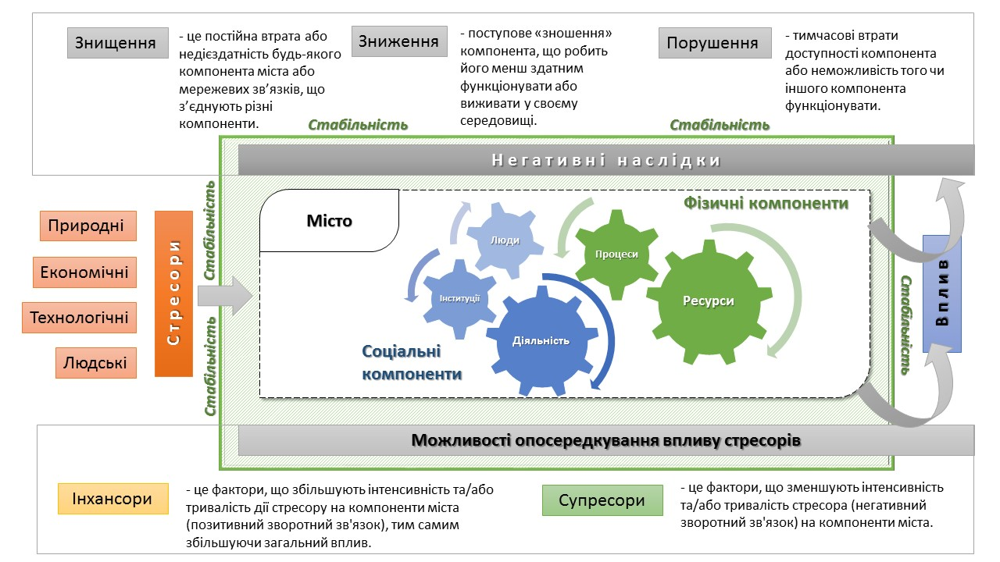 Знищення
- це постійна втрата або
недієздатність будь-якого
компонента міста або
мережевих зв’язків, що
з’єднують різні
компоненти.
Зниження
- поступове «зношення»
компонента, що робить
його менш здатним
функціонувати або
виживати у своєму
середовищі.
Порушення
- тимчасові втрати
доступності компонента
або неможливість того чи
іншого компонента
функціонувати.
Стабільність
Стабільність
Негативні наслідки
Місто
Фізичні компоненти
Природні
Економічні
Технологічні
Людські
Стресори
Стабільність
Стабільність
Люди
Процеси
Інституції
Ресурси
Діяльність
Соціальні
компоненти
Стабільність
Вплив
Можливості опосередкування впливу стресорів
Інхансори
- це фактори, що збільшують інтенсивність та/або
тривалість дії стресору на компоненти міста
(позитивний зворотний зв'язок), тим самим
збільшуючи загальний вплив.
Супресори
- це фактори, що зменшують інтенсивність
та/або тривалість стресора (негативний
зворотний зв'язок) на компоненти міста.